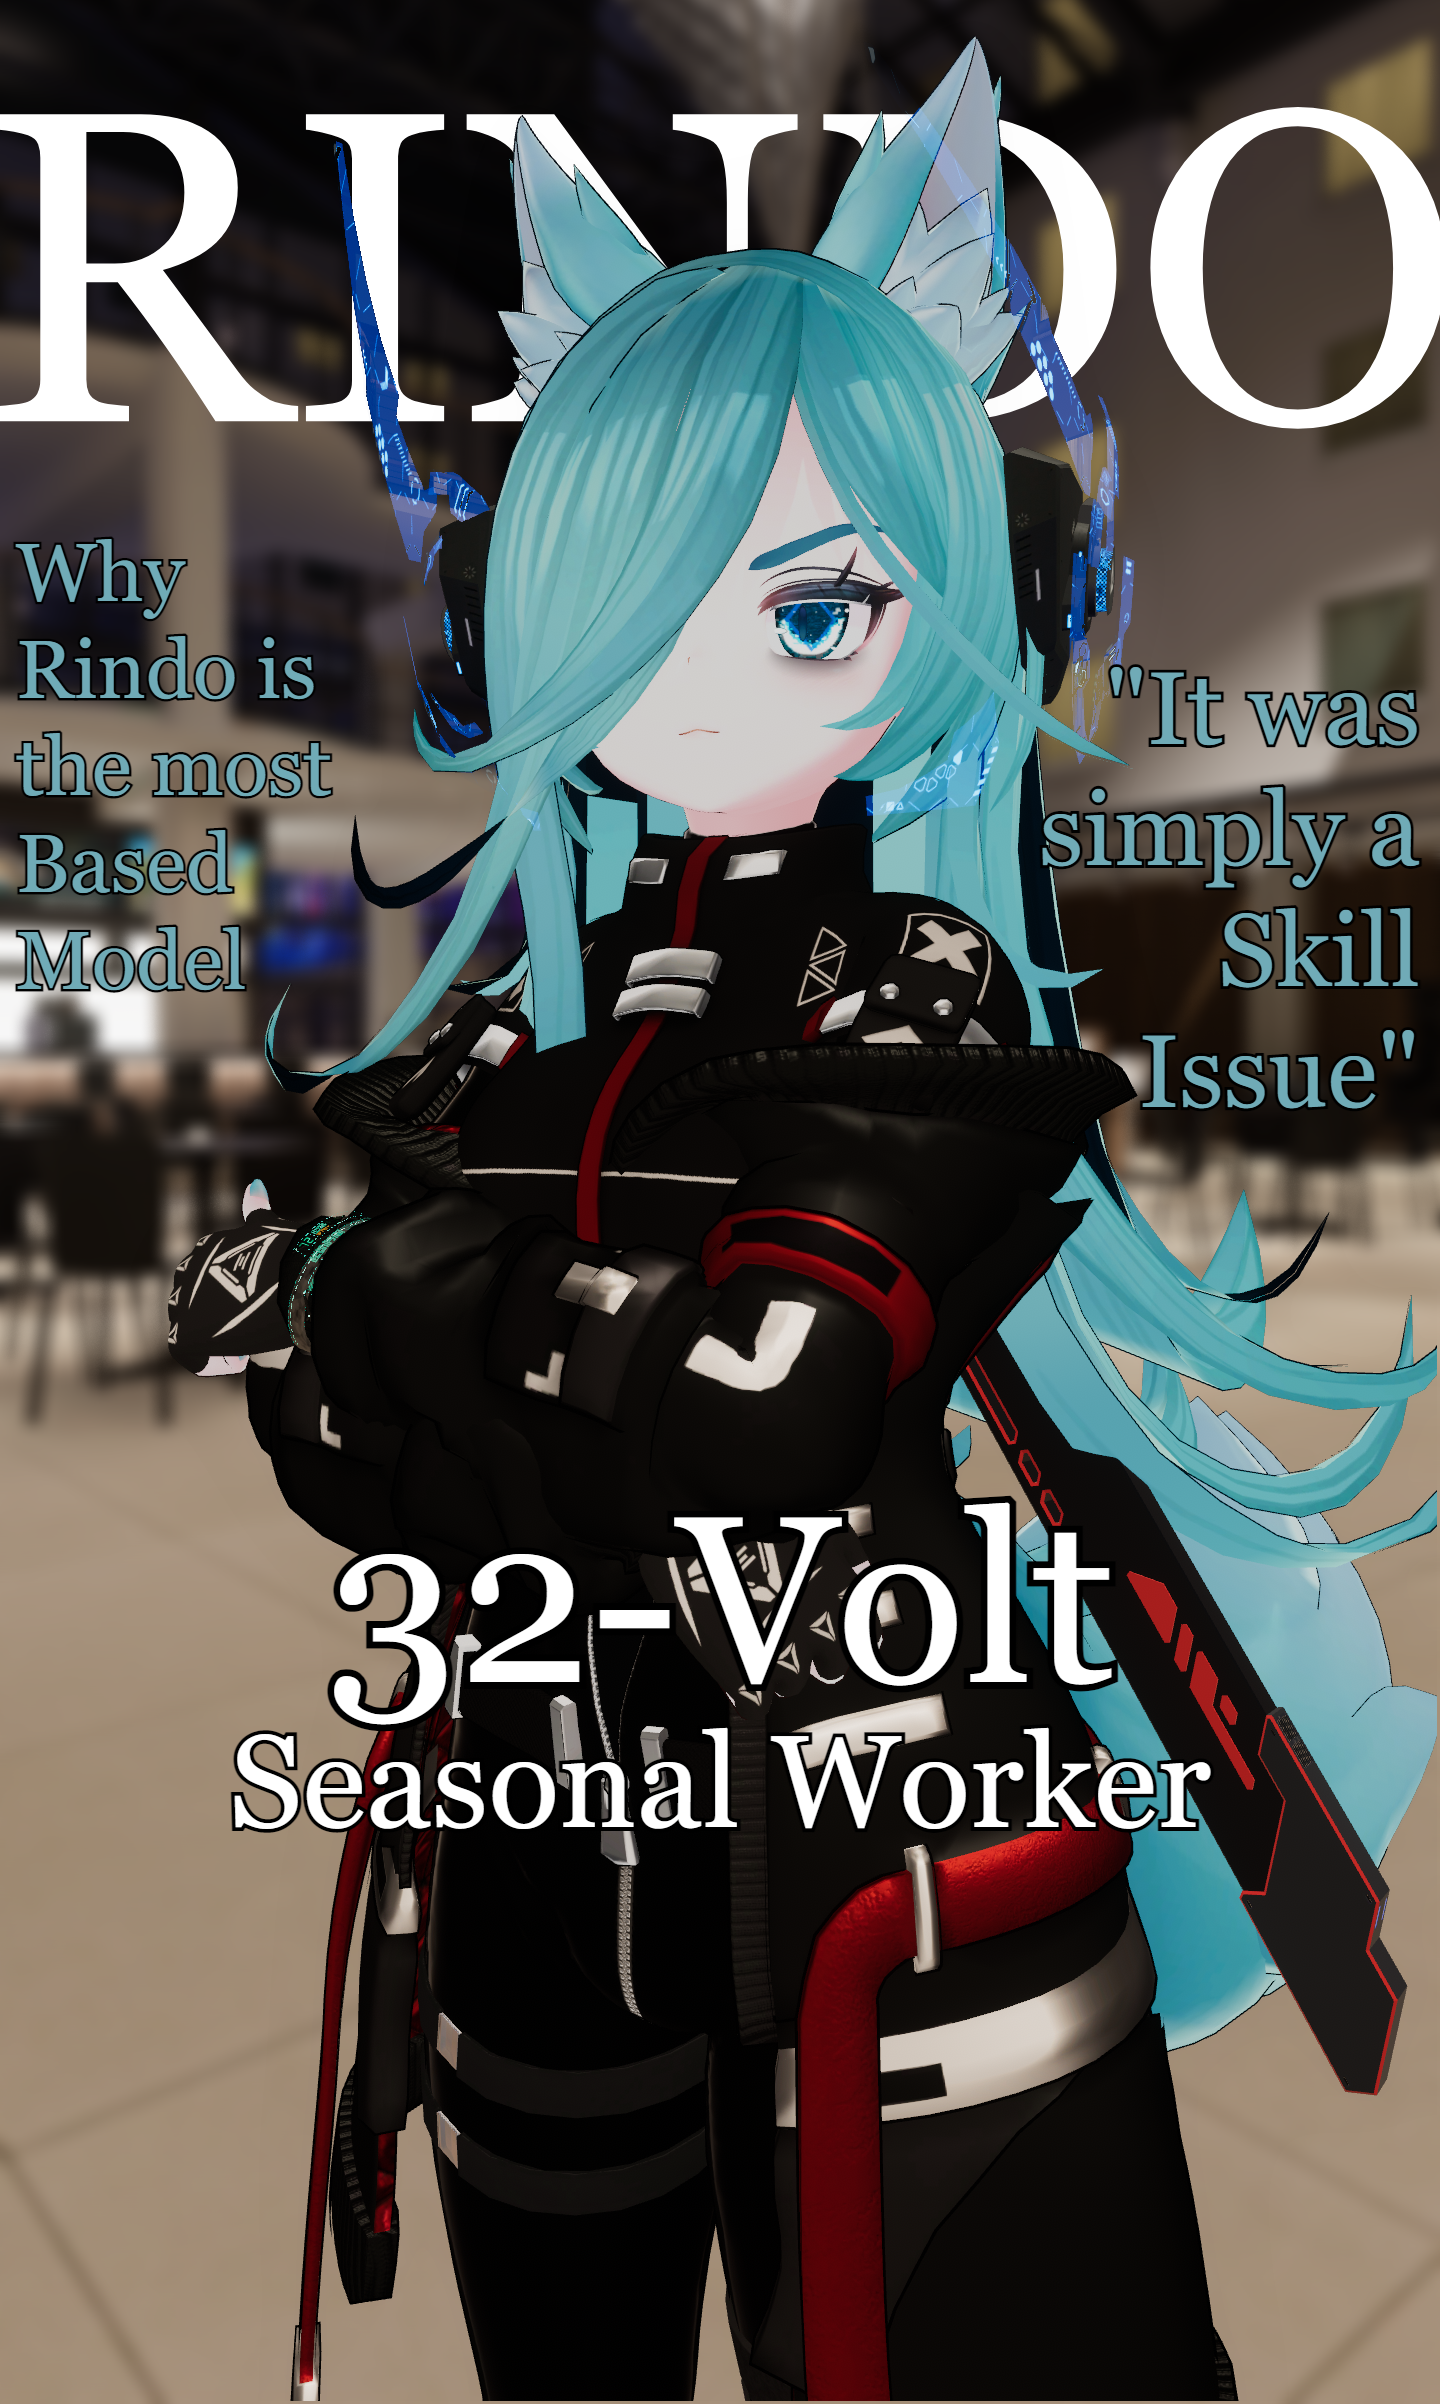 RINDO
Why
Rindo is
the most
Based
Model
"It was
simply a
Skill
Issue"
32-Volt
Seasonal Worker